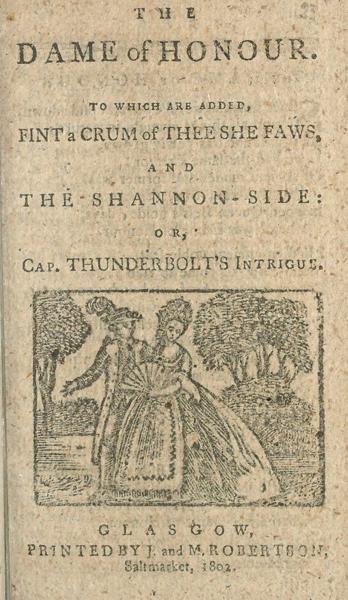 THE
DAME of HONOUR.
TO WHICH ARE ADDED,
FINT a CRUM of THEE SHE FAWS,
AND
THE SHANNON-SIDE:
OR,
CAP. THUNDERBOLT'S INTRIGUE.
GLASGOW,
PRINTED BY J. and M. ROBERTSON,
Saltmarket, 1802.